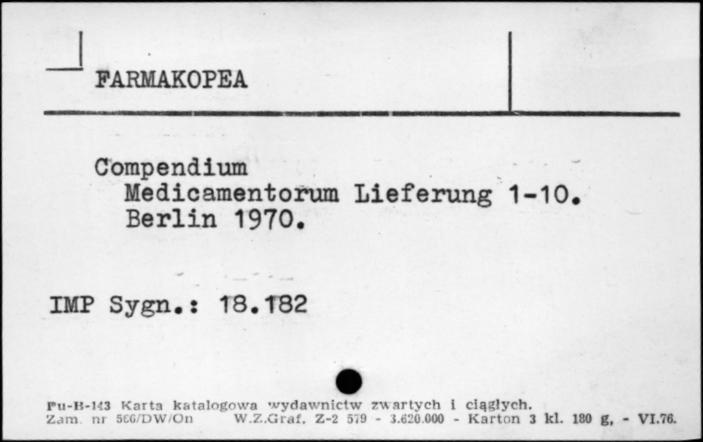 FARMAKOPEA
Compendium
Medicamentorum Lieferung 1-10.
Berlin 1970.
IMP Sygn.: 18.182
Pu-B-143 Karta katalogowa wydawnictw zwartych i ciągłych.
Zam. nr 566/DW/On W.Z.Graf. Z-2 579 - 3.620.000 - Karton 3 kl. 180 g, - VI.76.